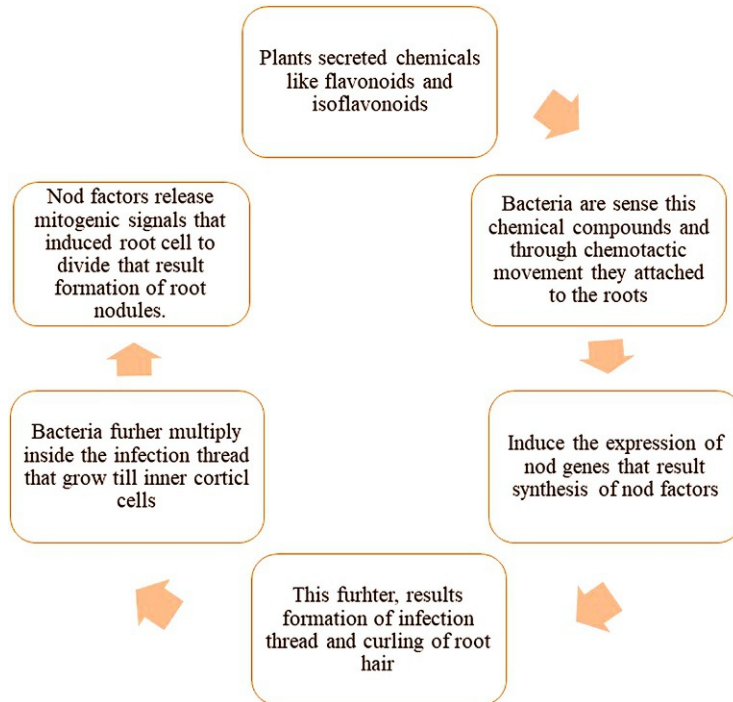 Plants secreted chemicals
like flavonoids and
isoflavonoids
Bacteria are sense this
chemical compounds and
through chemotactic
movement they attached
to the roots
Induce the expression of
nod genes that result
synthesis of nod factors
This furhter, results
formation of infection
thread and curling of root
hair
Bacteria furher multiply
inside the infection thread
that grow till inner corticl
cells
Nod factors release
mitogenic signals that
induced root cell to
divide that result
formation of root
nodules.